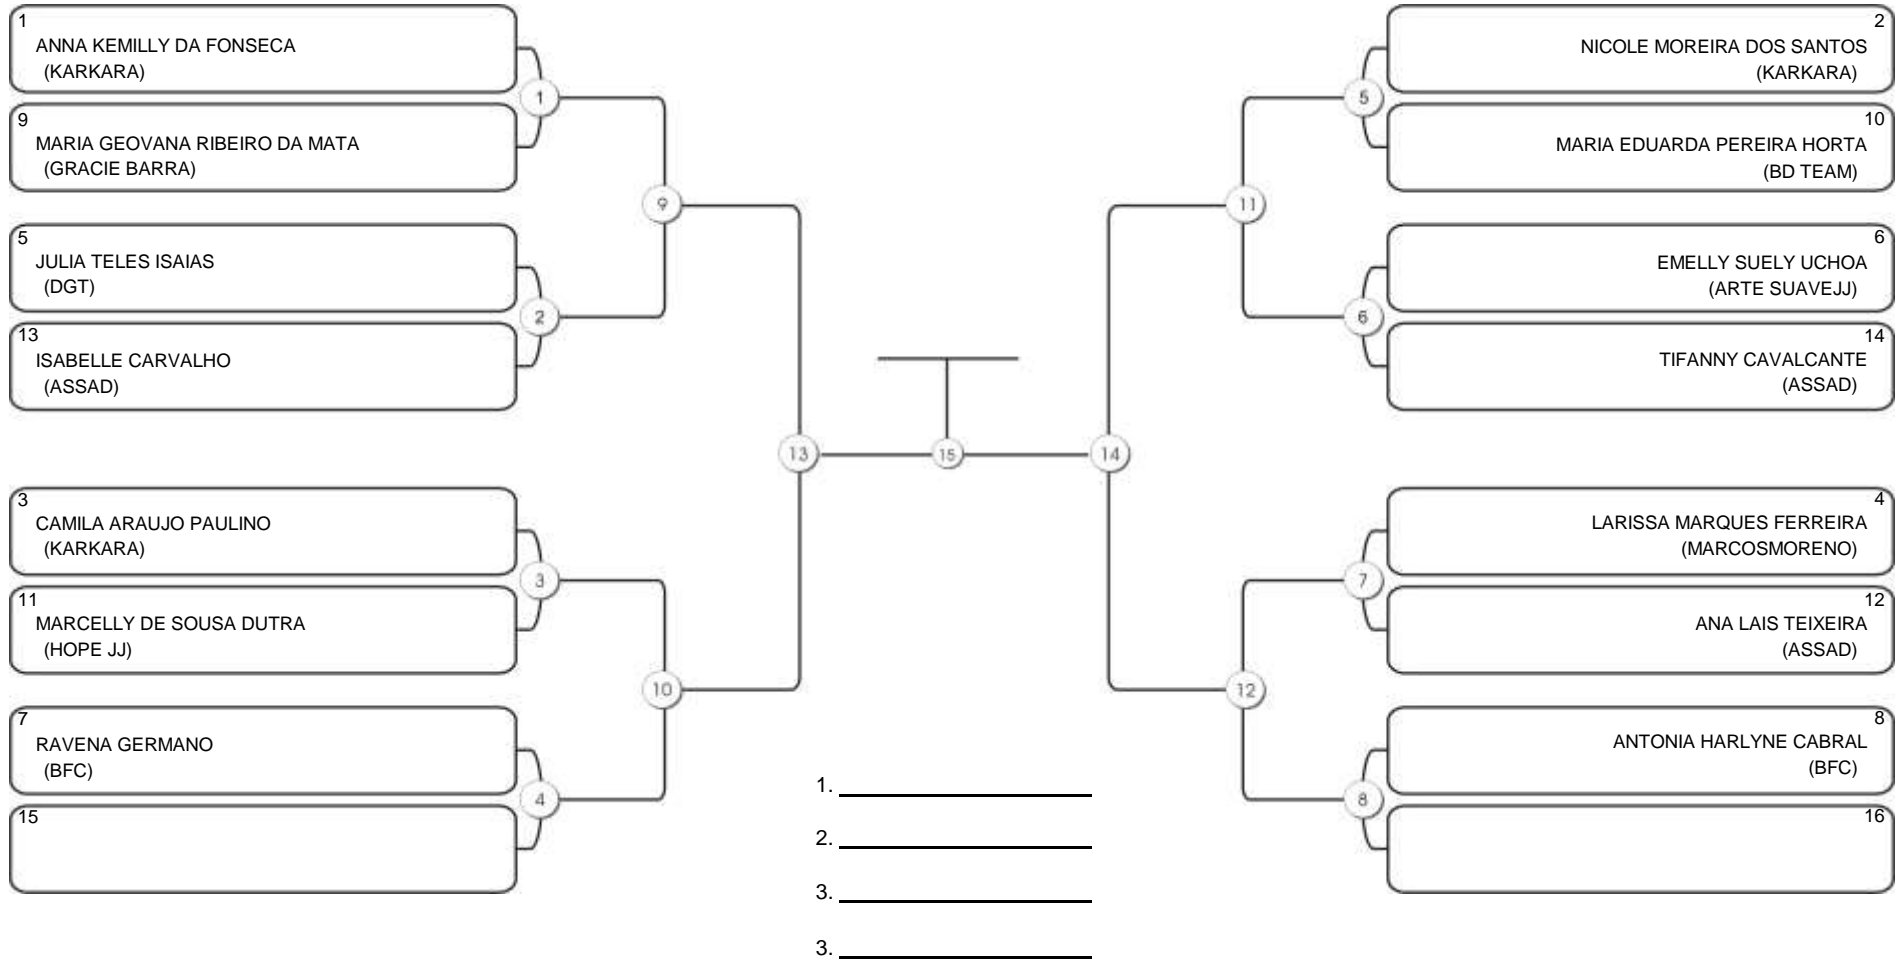 1
ANNA KEMILLY DA FONSECA
(KARKARA)
9
MARIA GEOVANA RIBEIRO DA MATA
(GRACIE BARRA)
1
5
JULIA TELES ISAIAS
(DGT)
13
ISABELLE CARVALHO
(ASSAD)
2
9
3
CAMILA ARAUJO PAULINO
(KARKARA)
11
MARCELLY DE SOUSA DUTRA
(HOPE JJ)
3
7
RAVENA GERMANO
(BFC)
15
4
10
13
15
14
2
NICOLE MOREIRA DOS SANTOS
(KARKARA)
10
MARIA EDUARDA PEREIRA HORTA
(BD TEAM)
5
6
EMELLY SUELY UCHOA
(ARTE SUAVEJJ)
14
TIFANNY CAVALCANTE
(ASSAD)
6
11
4
LARISSA MARQUES FERREIRA
(MARCOSMORENO)
12
ANA LAIS TEIXEIRA
(ASSAD)
7
8
ANTONIA HARLYNE CABRAL
(BFC)
16
8
12
1.
2.
3.
3.